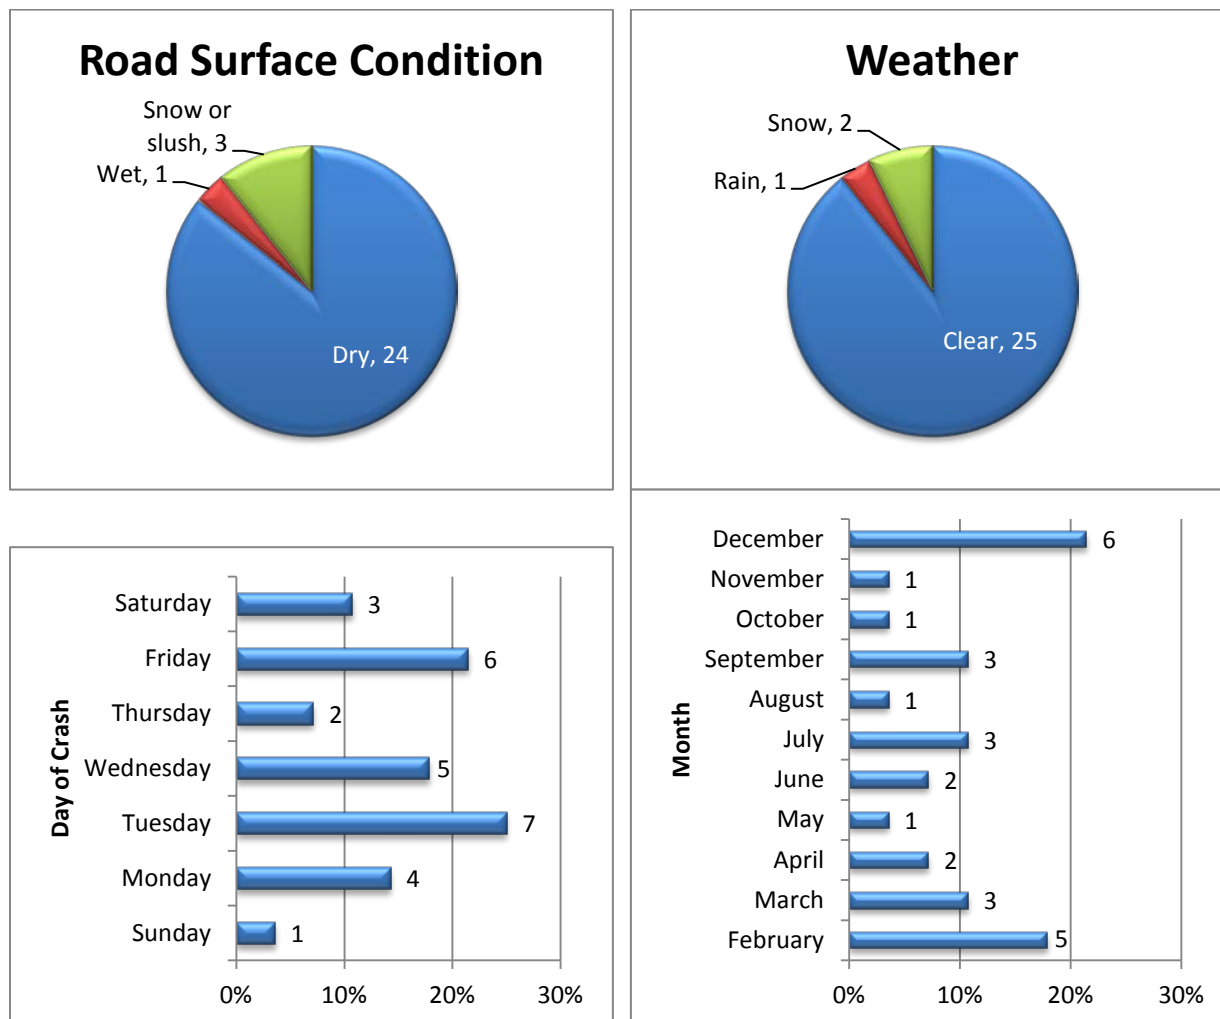 Road Surface Condition
Snow or
slush, 3
Wet, 1
Dry, 24
Weather
Snow, 2
Rain, 1
Clear, 25
Day of Crash
Saturday 3
Friday 6
Thursday 2
Wednesday 5
Tuesday 7
Monday 4
Sunday 1
0% 10% 20% 30%
Month
December 6
November 1
October 1
September 3
August 1
July 3
June 2
May 1
April 2
March 3
February 5
0% 10% 20% 30%